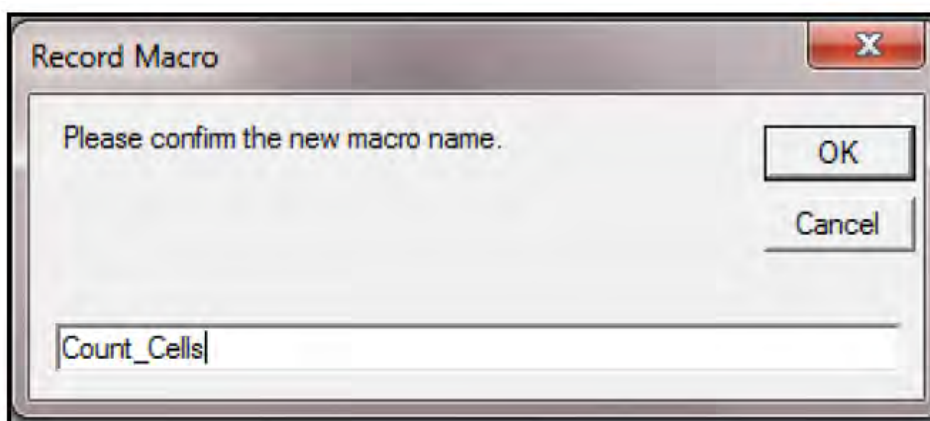 Record Macro
Please confirm the new macro name.
OK
Cancel
Count_Cells